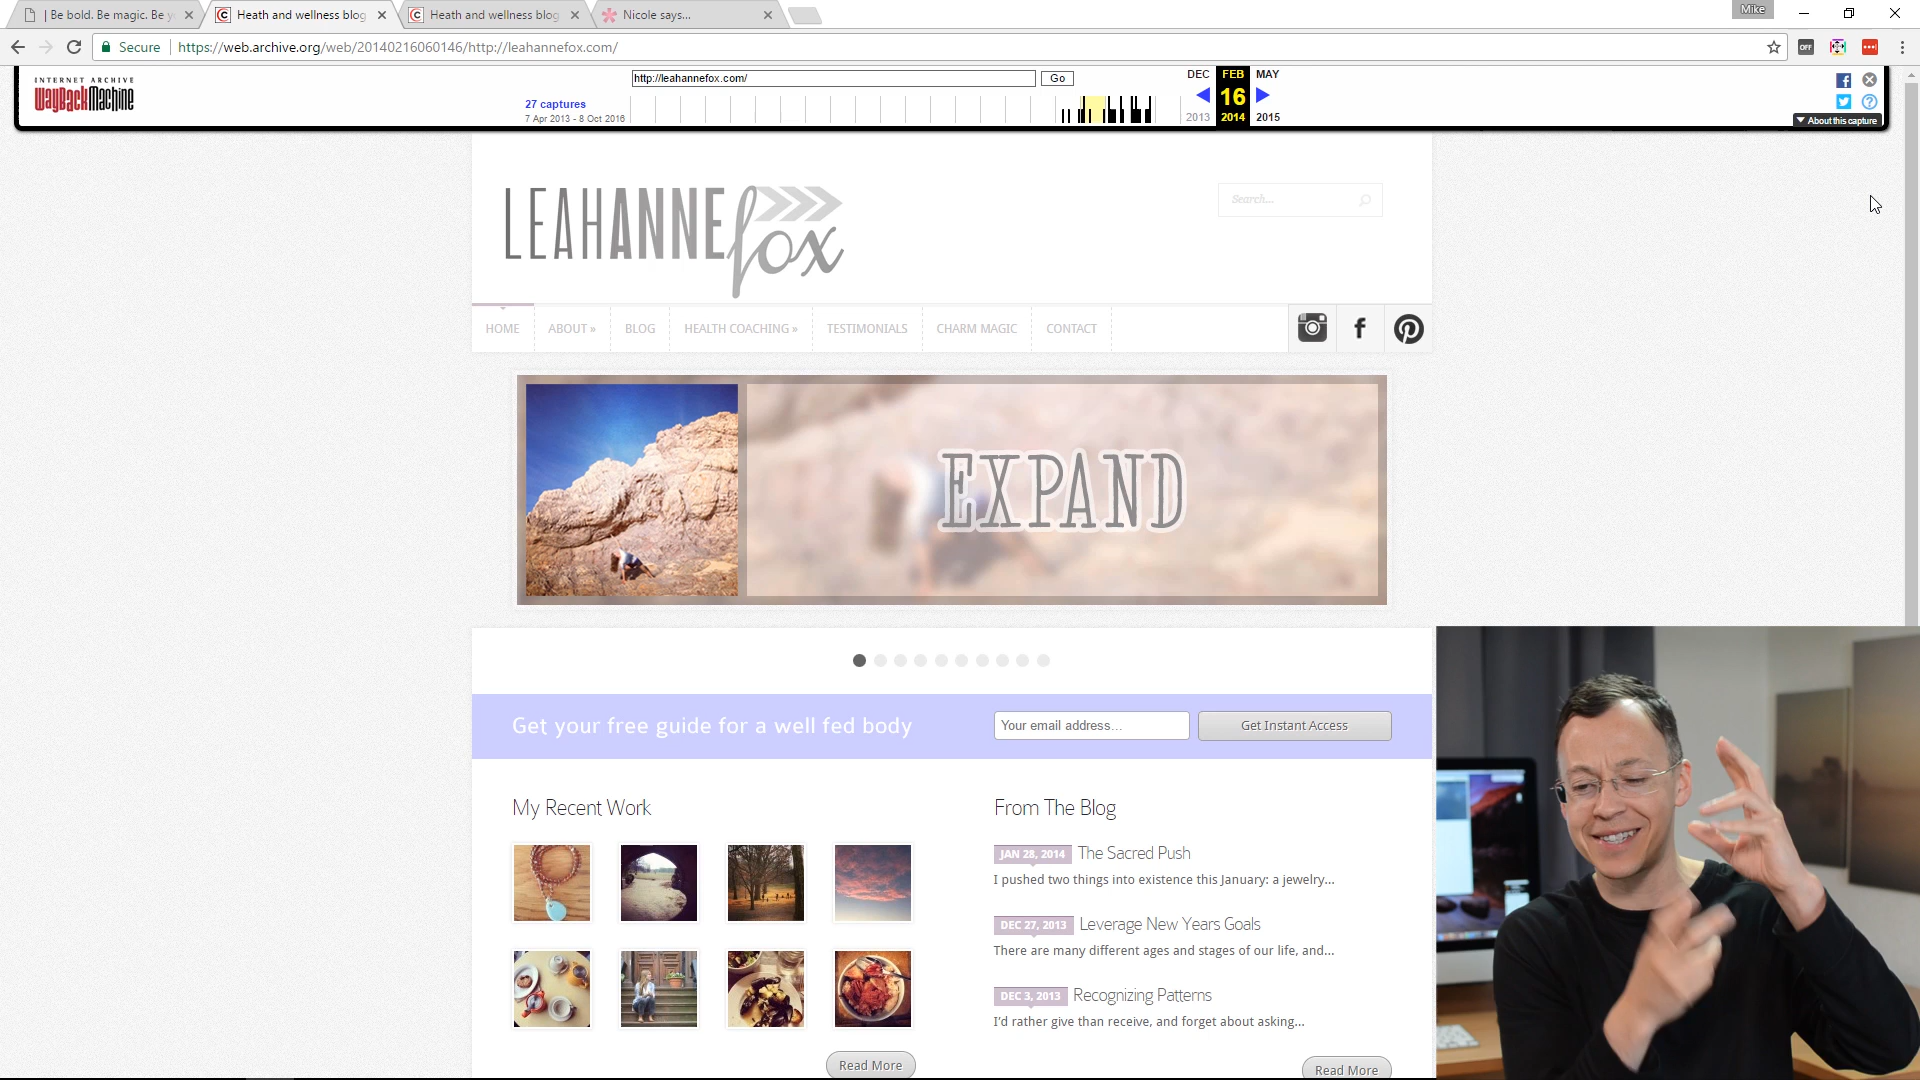 | Be bold. Be magic. Be y
Heath and wellness blog
Heath and wellness blog
Nicole says...
Mike
Secure
https://web.archive.org/web/20140216060146/http://leahannefox.com/
OFF
INTERNET ARCHIVE
WayBackMachine
http://leahannefox.com/
Go
27 captures
7 Apr 2013 - 8 Oct 2016
DEC FEB MAY
16
2013 2014 2015
About this capture
LEAHANNEfox
Search...
HOME
ABOUT »
BLOG
HEALTH COACHING »
TESTIMONIALS
CHARM MAGIC
CONTACT
EXPAND
Get your free guide for a well fed body
Your email address...
Get Instant Access
My Recent Work
Read More
From The Blog
JAN 28, 2014 The Sacred Push
I pushed two things into existence this January: a jewelry...
DEC 27, 2013 Leverage New Years Goals
There are many different ages and stages of our life, and...
DEC 3, 2013 Recognizing Patterns
I'd rather give than receive, and forget about asking...
Read More